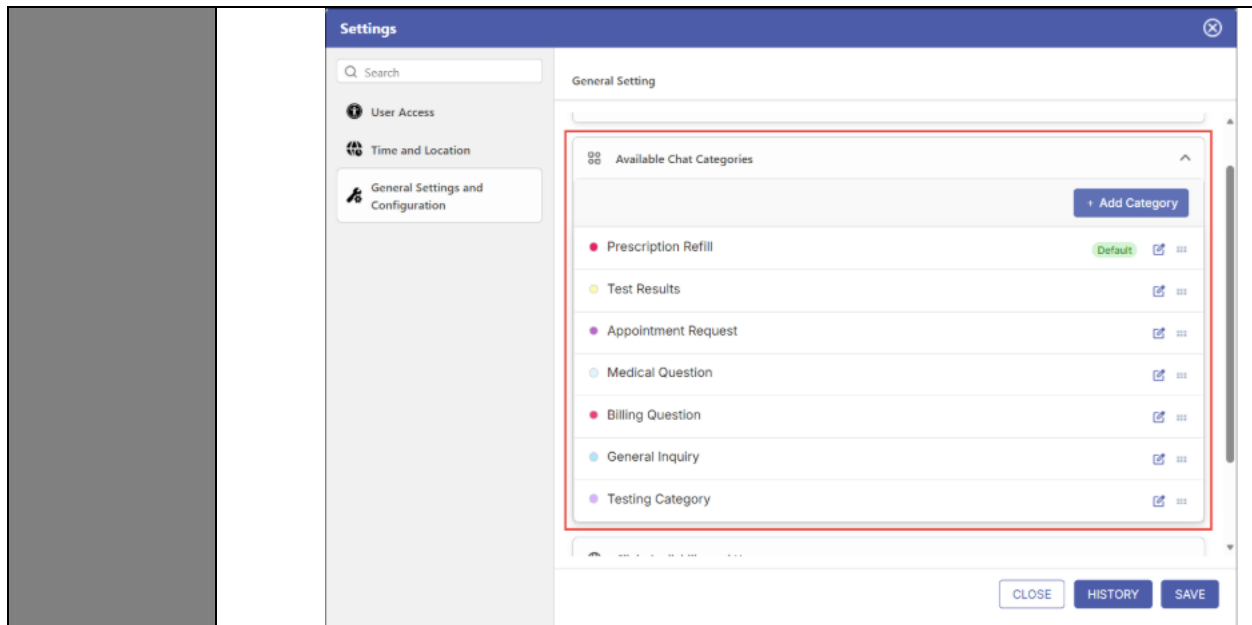 Settings
Search
General Setting
User Access
Time and Location
General Settings and
Configuration
Available Chat Categories
+ Add Category
Prescription Refill
Default
Test Results
Appointment Request
Medical Question
Billing Question
General Inquiry
Testing Category
CLOSE
HISTORY
SAVE